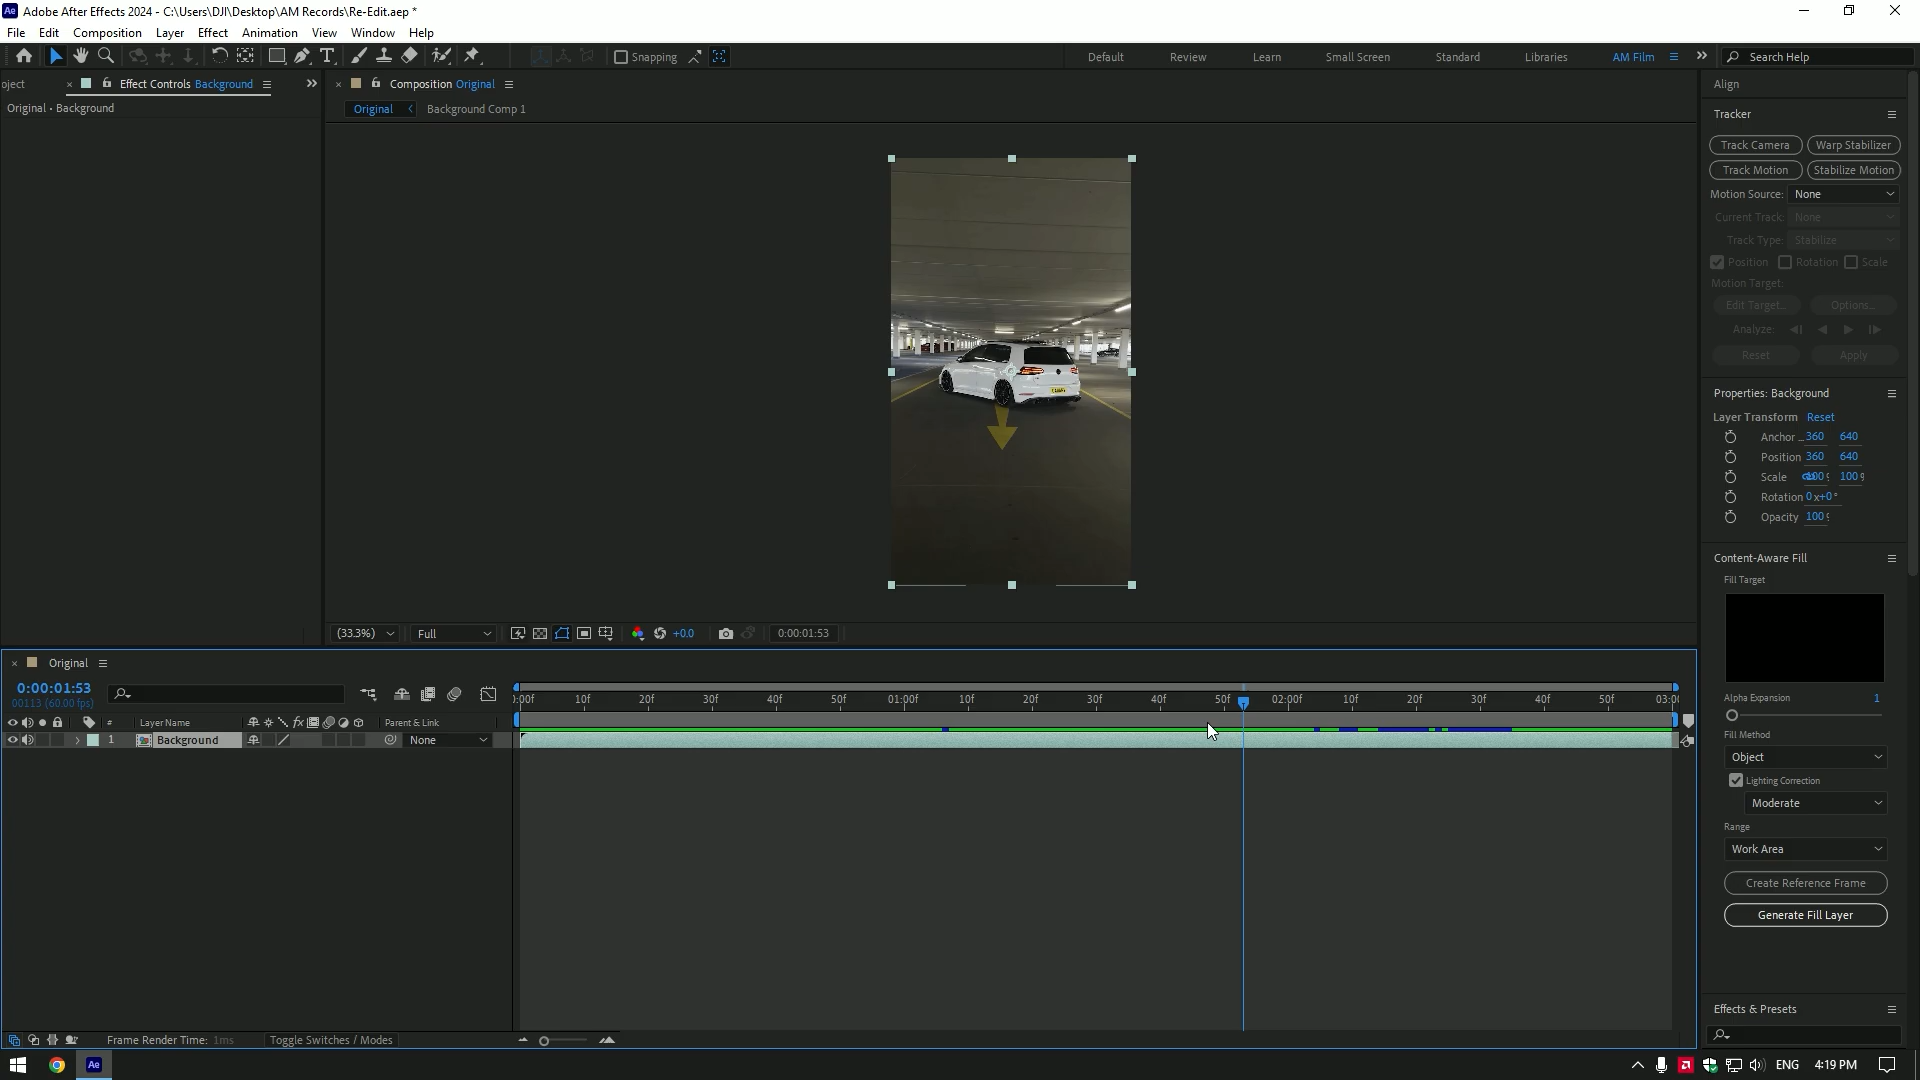 Adobe After Effects 2024 - C:\Users\DJI\Desktop\AM Records\Re-Edit.aep *
File Edit Composition Layer Effect Animation View Window Help
Snapping Default Review Learn Small Screen Standard Libraries AM Film Search Help
oject Effect Controls Background Composition Original Align
Original • Background
Original Background Comp 1
Tracker
Track Camera Warp Stabilizer
Track Motion Stabilize Motion
Motion Source: None
Current Track: None
Track Type: Stabilize
Position Rotation Scale
Motion Target:
Edit Target... Options...
Analyze:
Reset Apply
Properties: Background
Layer Transform Reset
Anchor ... 360 640
Position 360 640
Scale 100 100
Rotation 0x+0°
Opacity 100
Content-Aware Fill
Fill Target
Alpha Expansion 1
Fill Method
Object
Lighting Correction
Moderate
Range
Work Area
Create Reference Frame
Generate Fill Layer
Effects & Presets
(33.3%) Full +0.0 0:00:01:53
Original
0:00:01:53
00113 (60.00 fps)
:00f 10f 20f 30f 40f 50f 01:00f 10f 20f 30f 40f 50f 02:00f 10f 20f 30f 40f 50f 03:0
# Layer Name fx Parent & Link
1 Background None
Frame Render Time: 1ms Toggle Switches / Modes
Ae ENG 4:19 PM